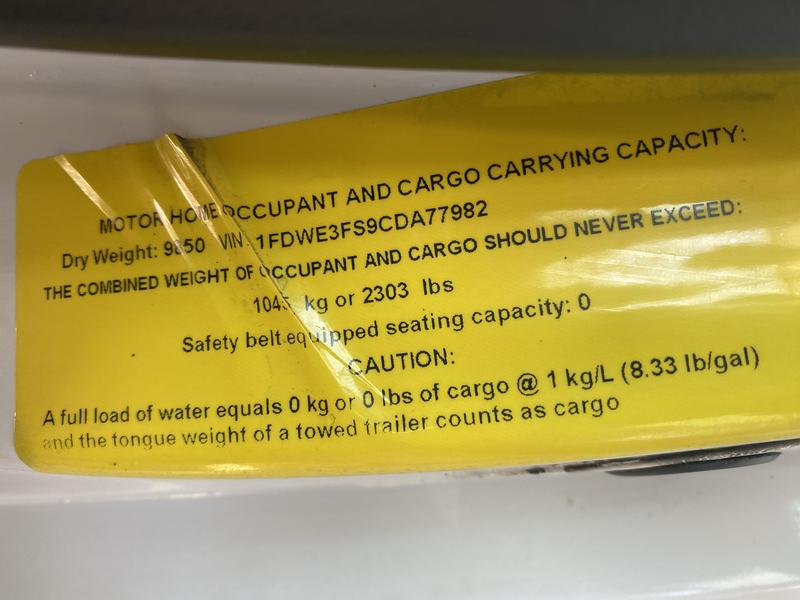 MOTOR HOME OCCUPANT AND CARGO CARRYING CAPACITY:
Dry Weight: 9850 VIN: 1FDWE3FS9CDA77982
THE COMBINED WEIGHT OF OCCUPANT AND CARGO SHOULD NEVER EXCEED:
1045 kg or 2303 lbs
Safety belt equipped seating capacity: 0
CAUTION:
A full load of water equals 0 kg or 0 lbs of cargo @ 1 kg/L (8.33 lb/gal)
and the tongue weight of a towed trailer counts as cargo